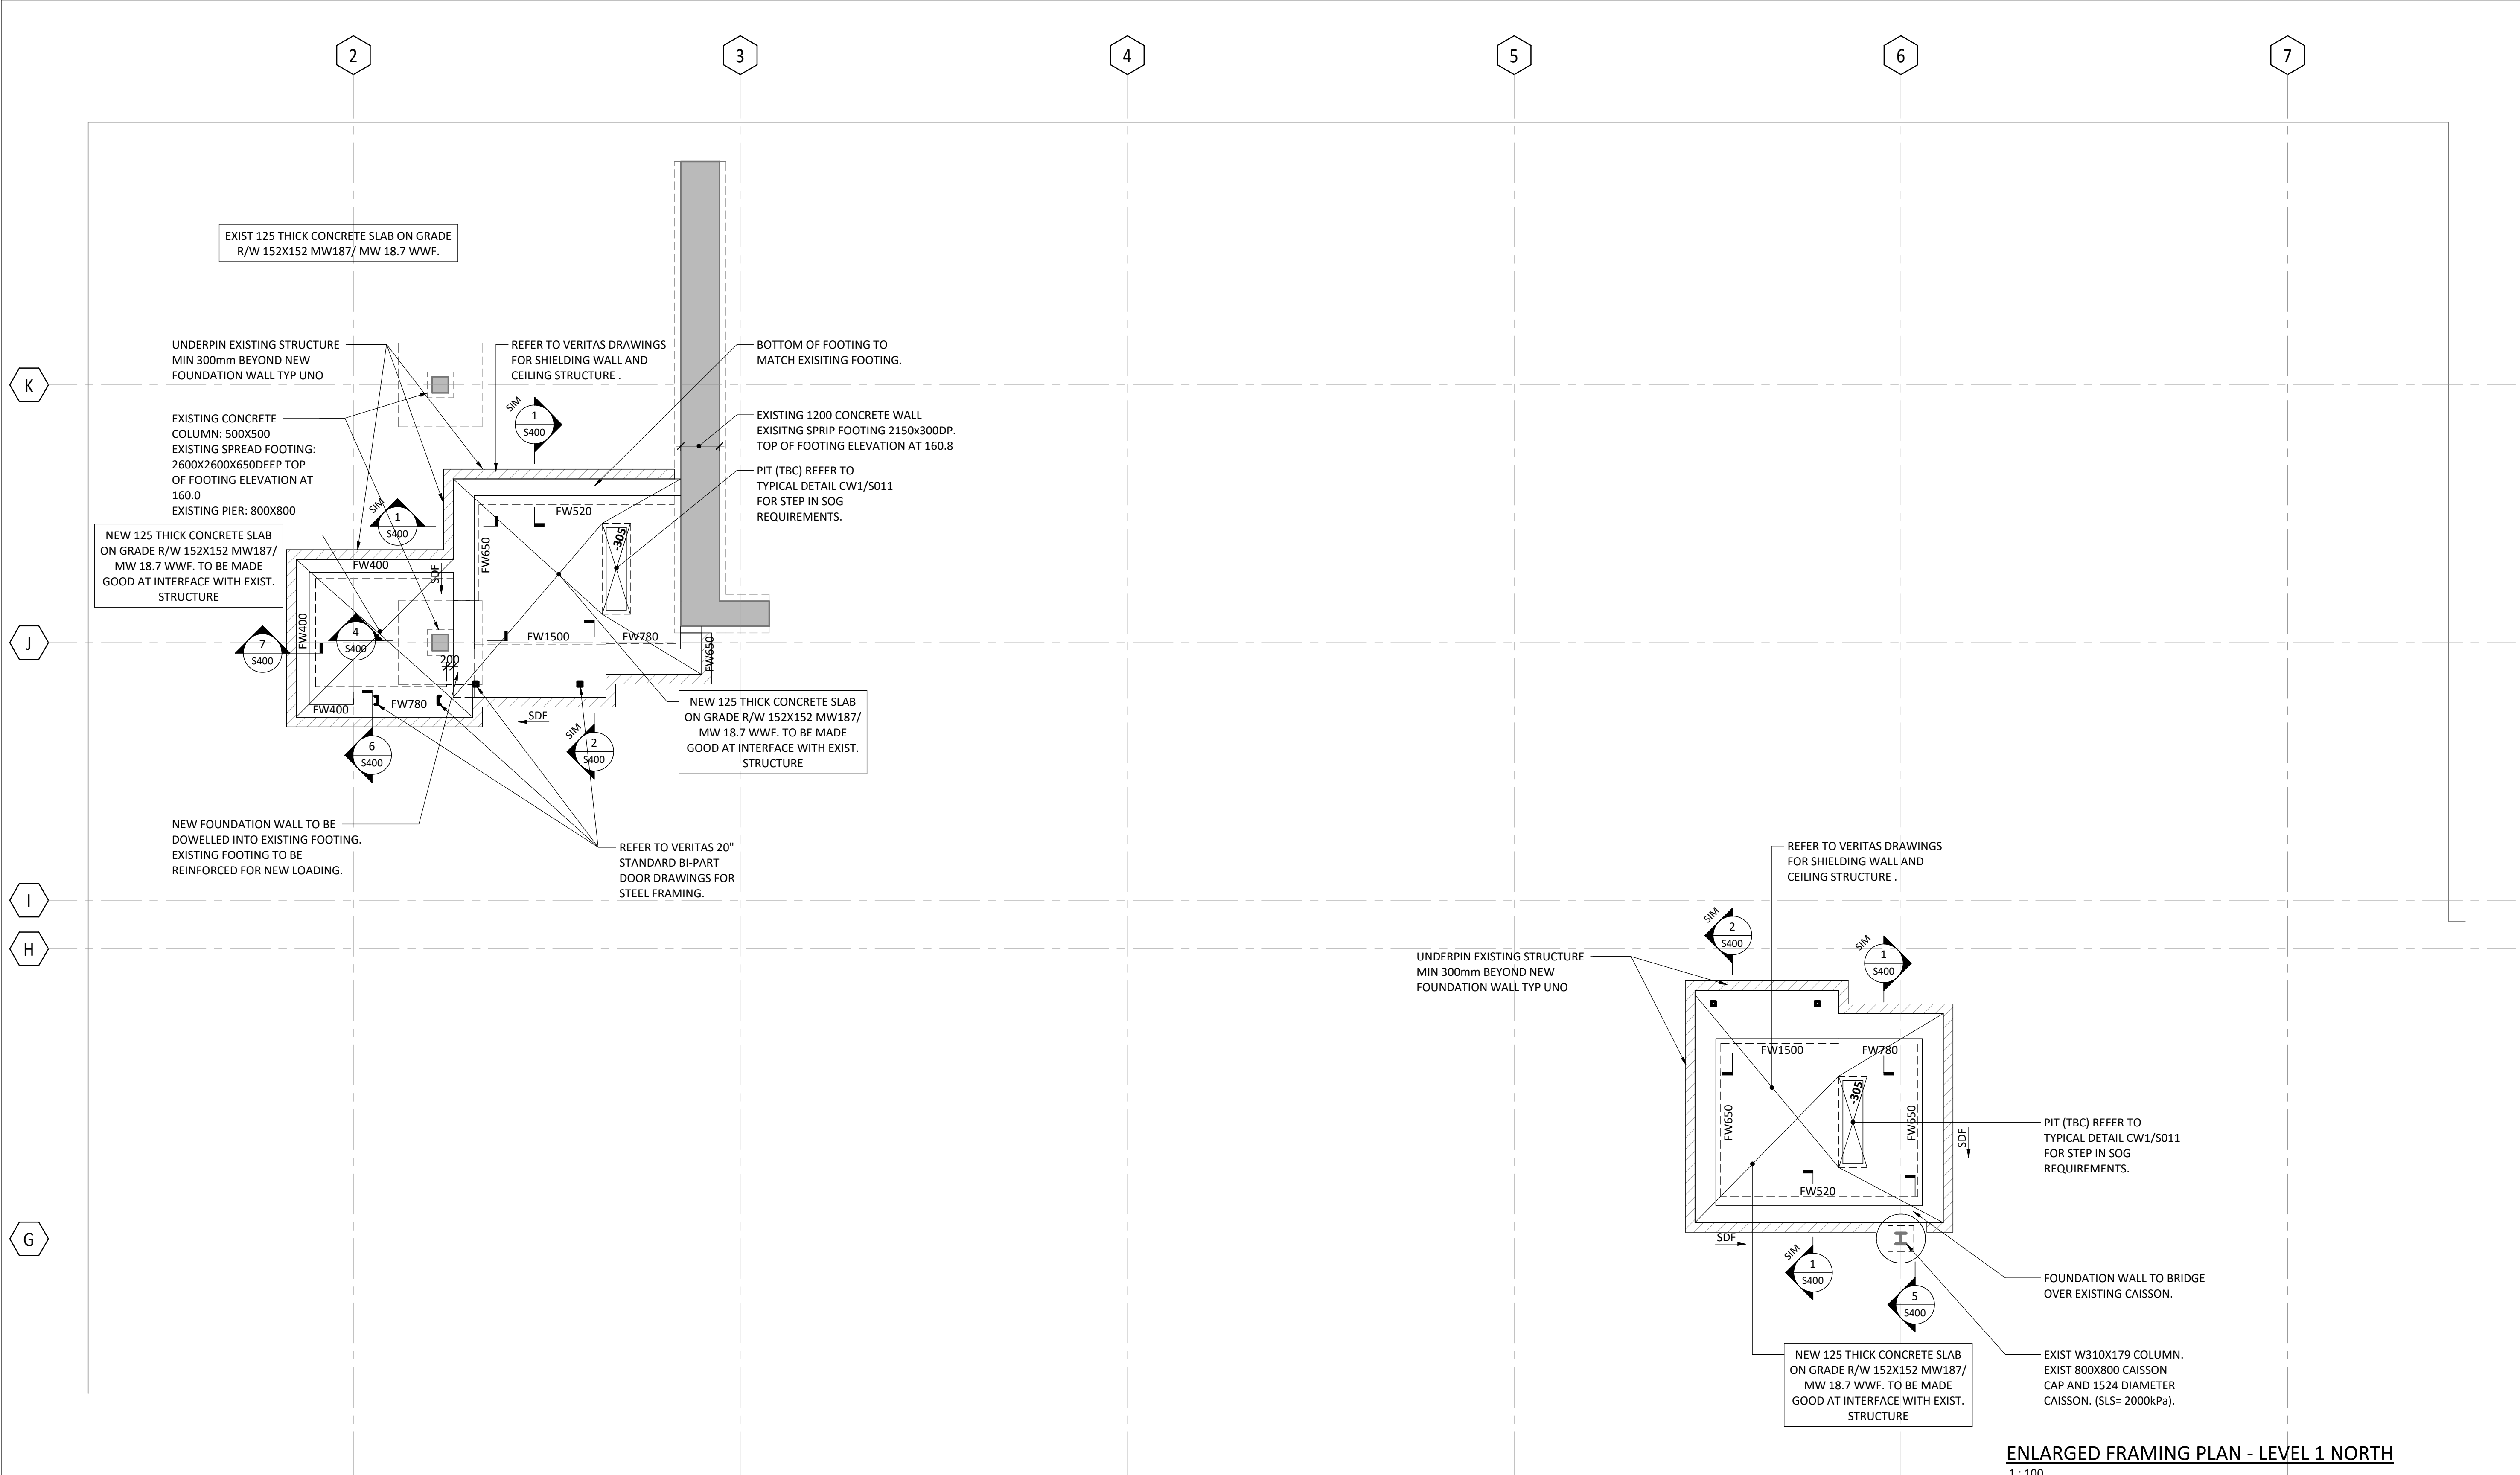 2
3
4
5
6
7
K
J
I
H
G
EXIST 125 THICK CONCRETE SLAB ON GRADE
R/W 152X152 MW187/ MW 18.7 WWF.
UNDERPIN EXISTING STRUCTURE
MIN 300mm BEYOND NEW
FOUNDATION WALL TYP UNO
REFER TO VERITAS DRAWINGS
FOR SHIELDING WALL AND
CEILING STRUCTURE .
BOTTOM OF FOOTING TO
MATCH EXISITING FOOTING.
EXISTING CONCRETE
COLUMN: 500X500
EXISTING SPREAD FOOTING:
2600X2600X650DEEP TOP
OF FOOTING ELEVATION AT
160.0
EXISTING PIER: 800X800
SIM
1
S400
EXISTING 1200 CONCRETE WALL
EXISITNG SPRIP FOOTING 2150x300DP.
TOP OF FOOTING ELEVATION AT 160.8
PIT (TBC) REFER TO
TYPICAL DETAIL CW1/S011
FOR STEP IN SOG
REQUIREMENTS.
SIM
1
S400
NEW 125 THICK CONCRETE SLAB
ON GRADE R/W 152X152 MW187/
MW 18.7 WWF. TO BE MADE
GOOD AT INTERFACE WITH EXIST.
STRUCTURE
FW520
-305
FW650
FW400
SDF
FW400
4
S400
7
S400
200
FW1500
FW780
FW650
FW400
FW780
SDF
6
S400
SIM
2
S400
NEW 125 THICK CONCRETE SLAB
ON GRADE R/W 152X152 MW187/
MW 18.7 WWF. TO BE MADE
GOOD AT INTERFACE WITH EXIST.
STRUCTURE
NEW FOUNDATION WALL TO BE
DOWELLED INTO EXISTING FOOTING.
EXISTING FOOTING TO BE
REINFORCED FOR NEW LOADING.
REFER TO VERITAS 20"
STANDARD BI-PART
DOOR DRAWINGS FOR
STEEL FRAMING.
REFER TO VERITAS DRAWINGS
FOR SHIELDING WALL AND
CEILING STRUCTURE .
SIM
2
S400
SIM
1
S400
UNDERPIN EXISTING STRUCTURE
MIN 300mm BEYOND NEW
FOUNDATION WALL TYP UNO
FW1500
FW780
-305
FW650
FW650
SDF
FW520
PIT (TBC) REFER TO
TYPICAL DETAIL CW1/S011
FOR STEP IN SOG
REQUIREMENTS.
SDF
SIM
1
S400
5
S400
FOUNDATION WALL TO BRIDGE
OVER EXISTING CAISSON.
NEW 125 THICK CONCRETE SLAB
ON GRADE R/W 152X152 MW187/
MW 18.7 WWF. TO BE MADE
GOOD AT INTERFACE WITH EXIST.
STRUCTURE
EXIST W310X179 COLUMN.
EXIST 800X800 CAISSON
CAP AND 1524 DIAMETER
CAISSON. (SLS= 2000kPa).
ENLARGED FRAMING PLAN - LEVEL 1 NORTH
1 : 100